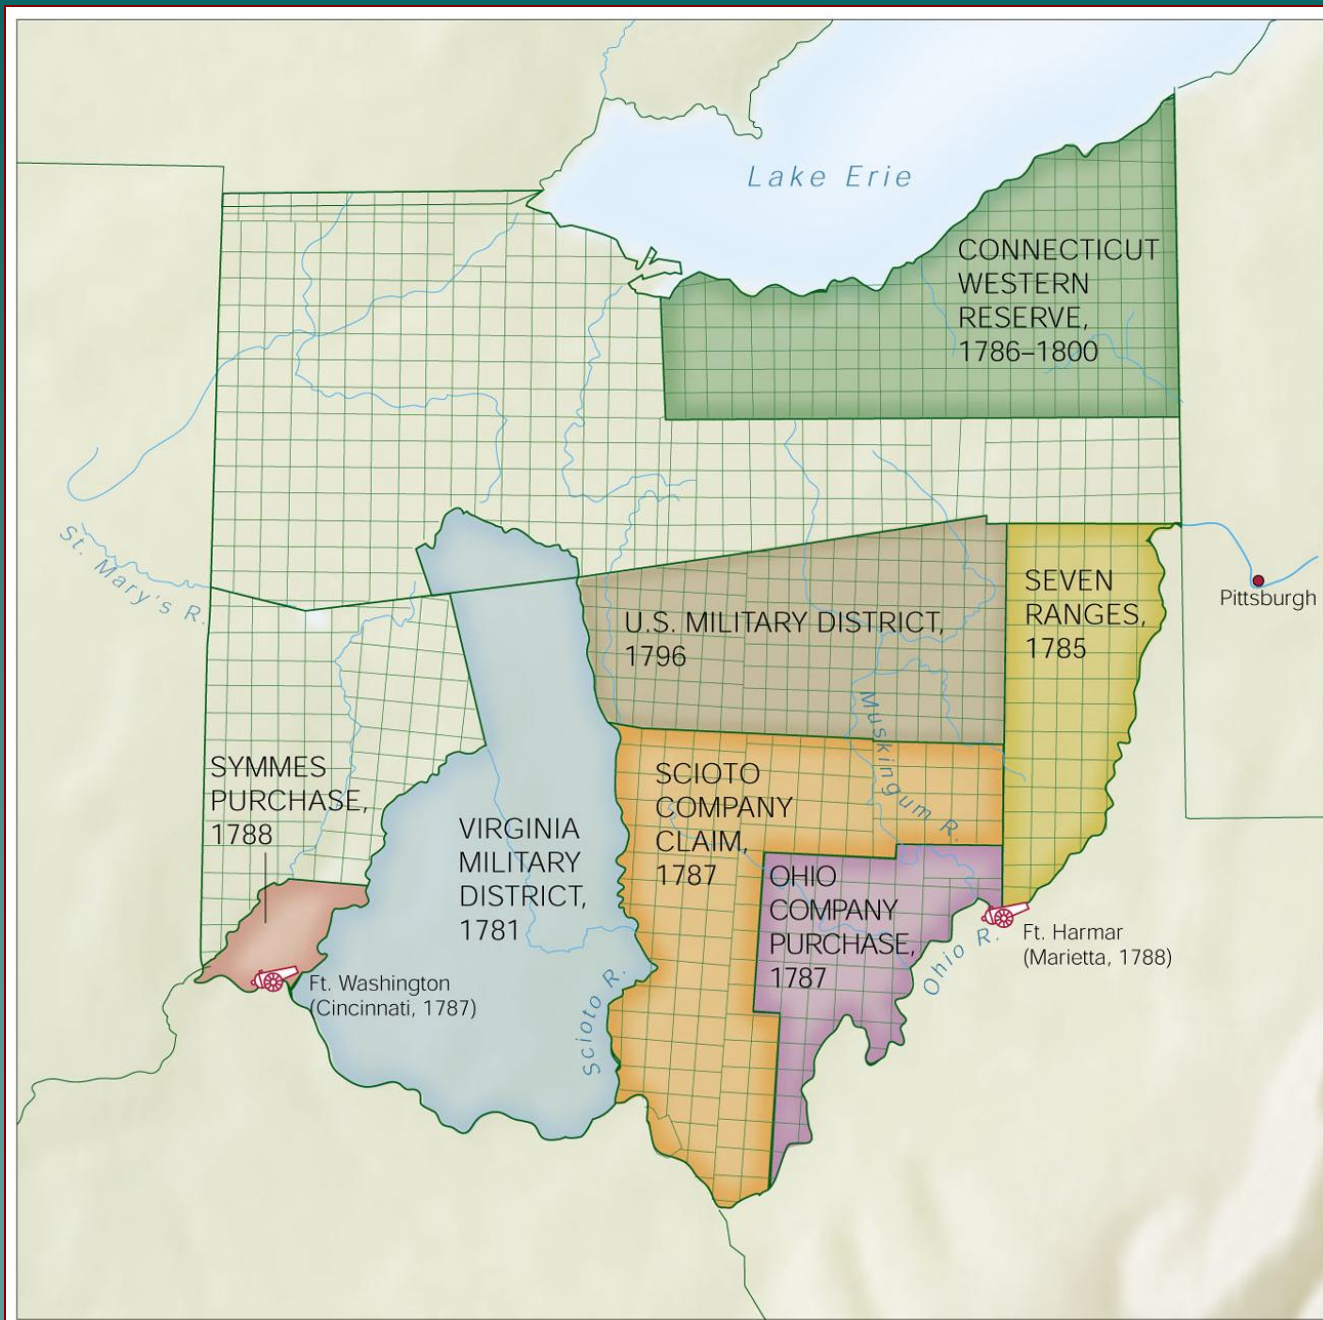 Lake Erie
CONNECTICUT
WESTERN
RESERVE,
1786–1800
St. Mary's R.
SEVEN
RANGES,
1785
Pittsburgh
U.S. MILITARY DISTRICT,
1796
Muskingum R.
SYMMES
PURCHASE,
1788
SCIOTO
COMPANY
CLAIM,
1787
VIRGINIA
MILITARY
DISTRICT,
1781
OHIO
COMPANY
PURCHASE,
1787
Ohio R.
Ft. Harmar
(Marietta, 1788)
Ft. Washington
(Cincinnati, 1787)
Scioto R.